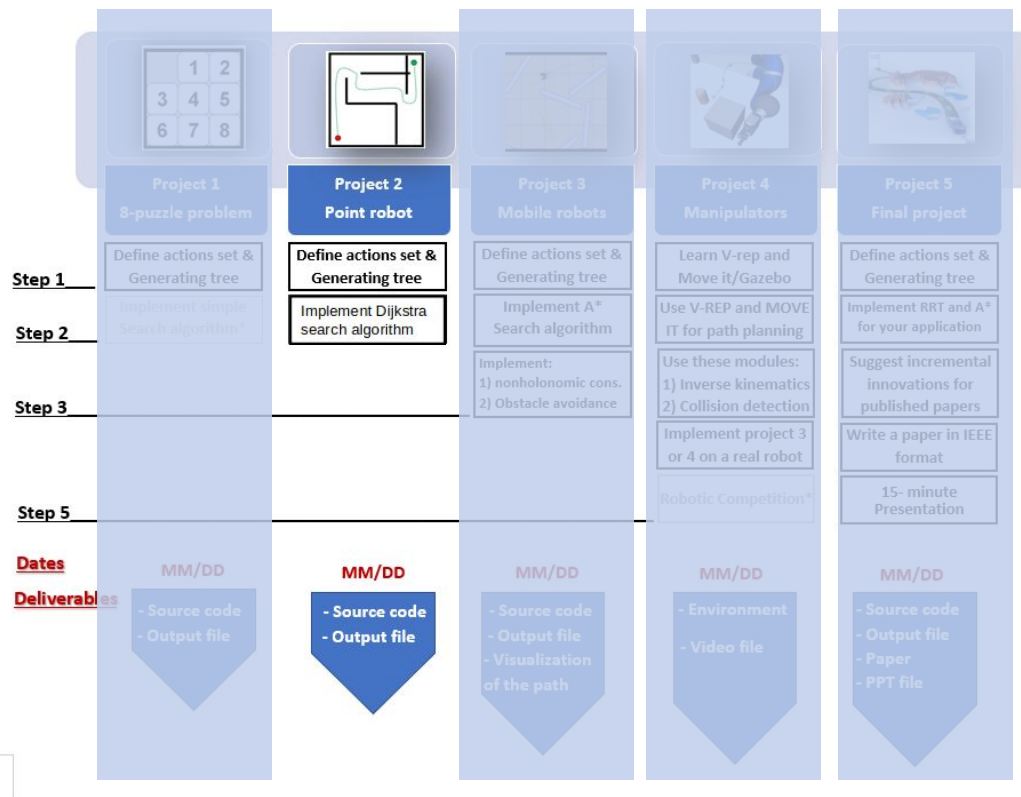 1 2
3 4 5
6 7 8
Project 1
8-puzzle problem
Project 2
Point robot
Project 3
Mobile robots
Project 4
Manipulators
Project 5
Final project
Step 1
Define actions set &
Generating tree
Define actions set &
Generating tree
Define actions set &
Generating tree
Learn V-rep and
Move it/Gazebo
Define actions set &
Generating tree
Step 2
Implement simple
Search algorithm*
Implement Dijkstra
search algorithm
Implement A*
Search algorithm
Use V-REP and MOVE
IT for path planning
Implement RRT and A*
for your application
Step 3
Implement:
1) nonholonomic cons.
2) Obstacle avoidance
Use these modules:
1) Inverse kinematics
2) Collision detection
Suggest incremental
innovations for
published papers
Implement project 3
or 4 on a real robot
Write a paper in IEEE
format
Step 5
Robotic Competition*
15- minute
Presentation
Dates
MM/DD
MM/DD
MM/DD
MM/DD
MM/DD
Deliverables
- Source code
- Output file
- Source code
- Output file
- Source code
- Output file
- Visualization
of the path
- Environment
- Video file
- Source code
- Output file
- Paper
- PPT file